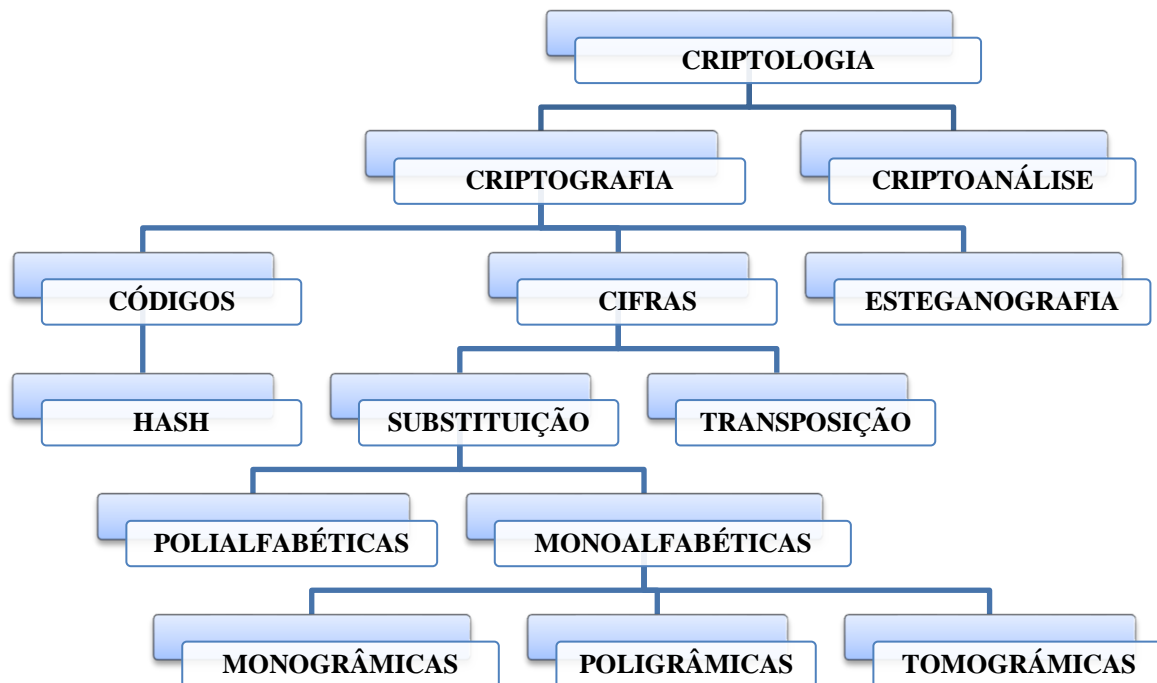 CRIPTOLOGIA
CRIPTOGRAFIA
CRIPTOANÁLISE
CÓDIGOS
CIFRAS
ESTEGANOGRAFIA
HASH
SUBSTITUIÇÃO
TRANSPOSIÇÃO
POLIALFABÉTICAS
MONOALFABÉTICAS
MONOGRÂMICAS
POLIGRÂMICAS
TOMOGRÁMICAS